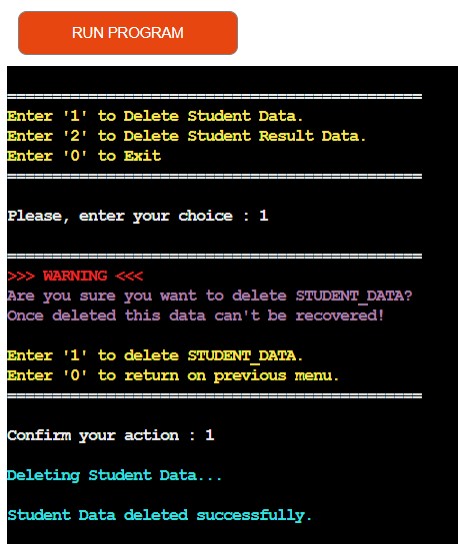 RUN PROGRAM
==============================================
Enter '1' to Delete Student Data.
Enter '2' to Delete Student Result Data.
Enter '0' to Exit
==============================================
Please, enter your choice : 1
==============================================
>>> WARNING <<<
Are you sure you want to delete STUDENT_DATA?
Once deleted this data can't be recovered!
Enter '1' to delete STUDENT_DATA.
Enter '0' to return on previous menu.
==============================================
Confirm your action : 1
Deleting Student Data...
Student Data deleted successfully.